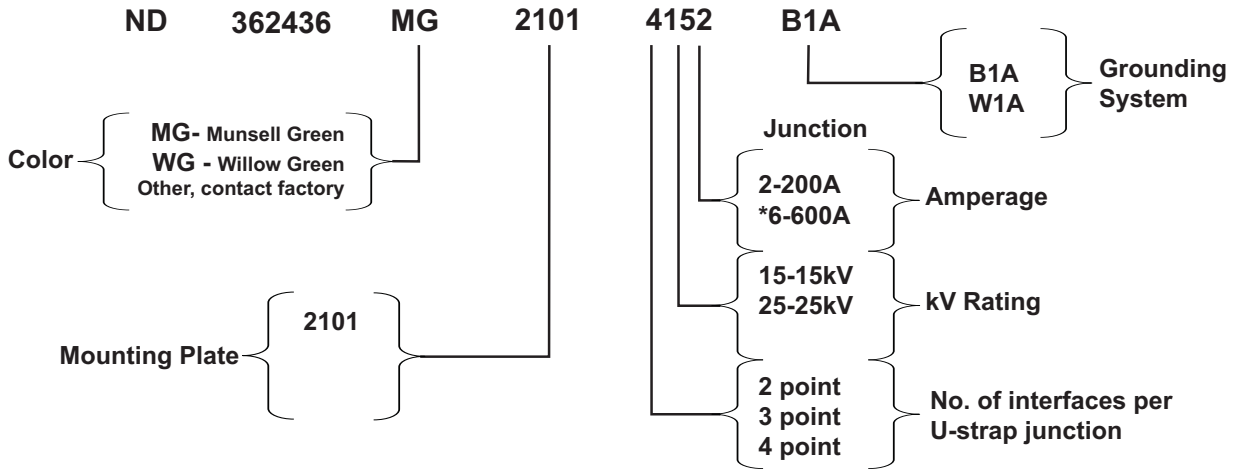 ND 362436 MG 2101 4152 B1A
B1A
W1A
Grounding
System
Color
MG- Munsell Green
WG - Willow Green
Other, contact factory
Junction
2-200A
*6-600A
Amperage
15-15kV
25-25kV
kV Rating
Mounting Plate
2101
2 point
3 point
4 point
No. of interfaces per
U-strap junction